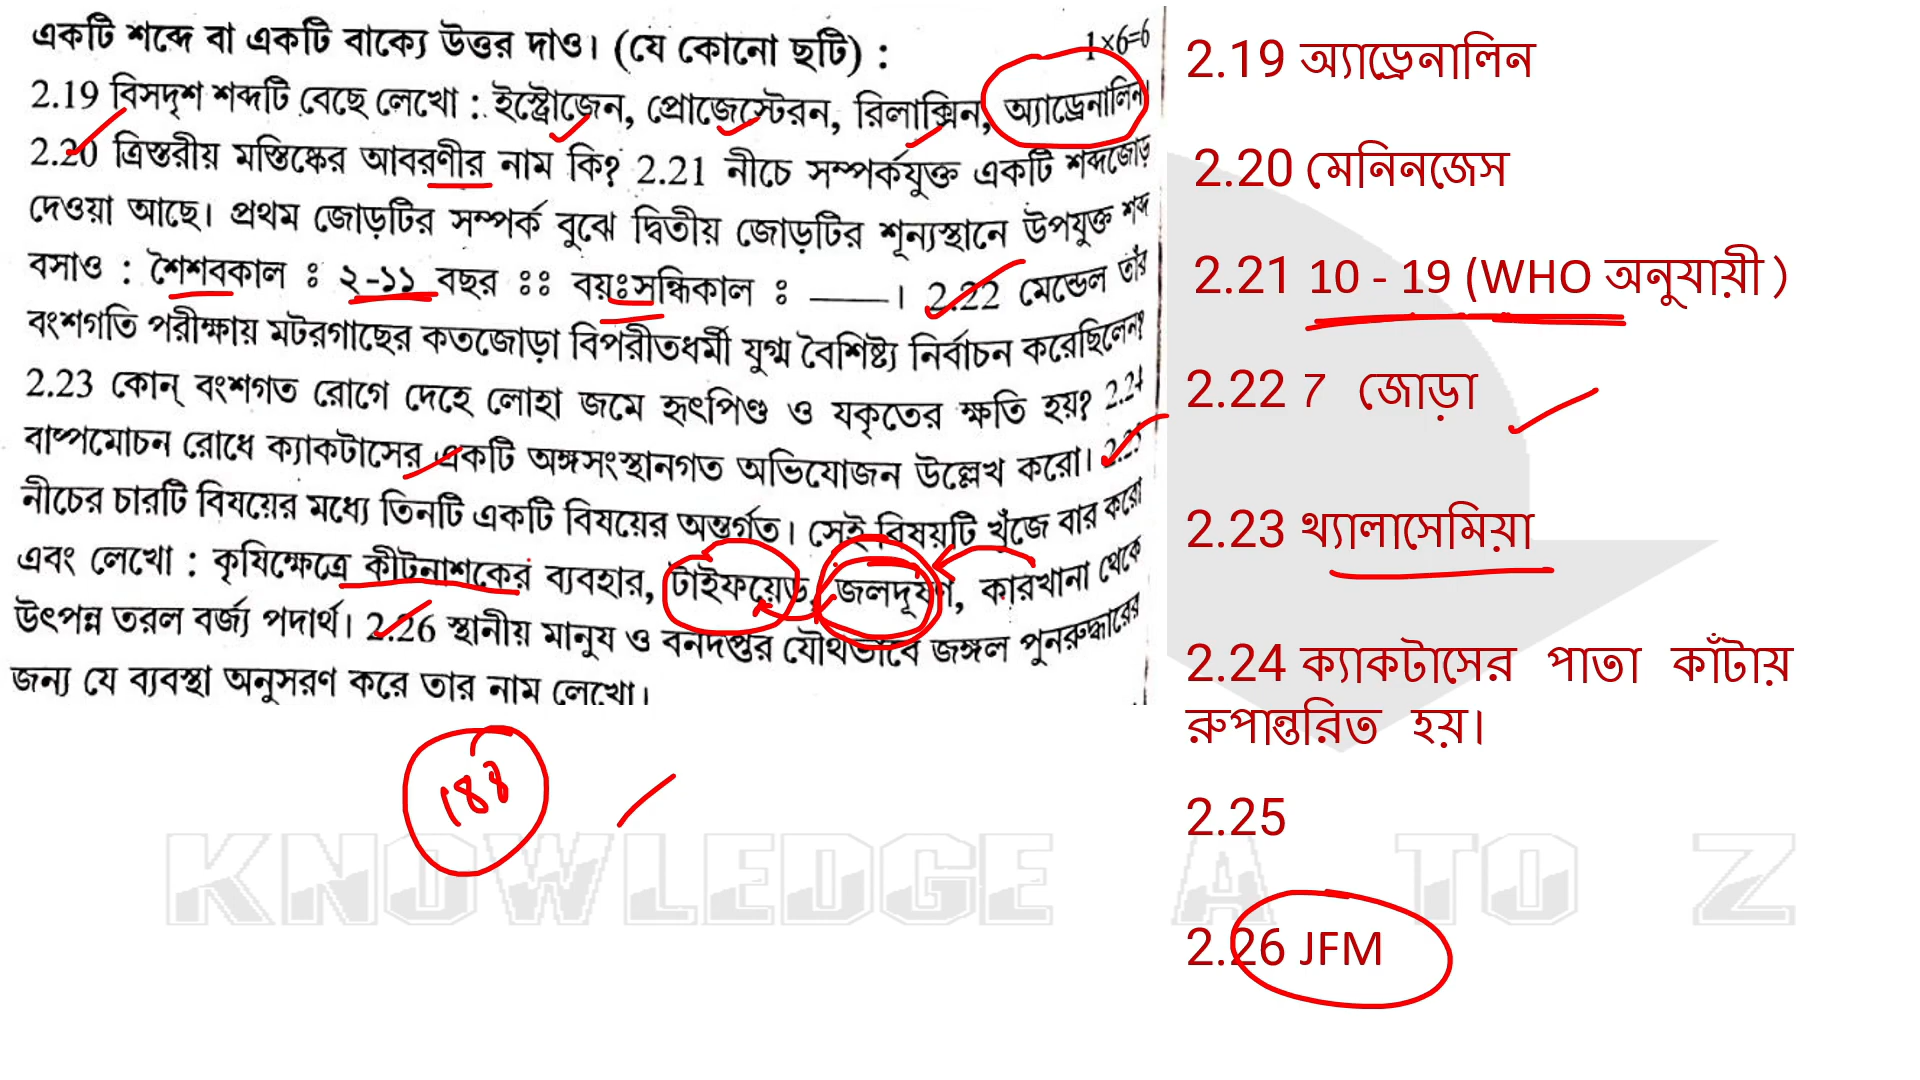 একটি শব্দে বা একটি বাক্যে উত্তর দাও। (যে কোনো ছটি) : 1×6=6
2.19 বিসদৃশ শব্দটি বেছে লেখো : ইস্ট্রোজেন, প্রোজেস্টেরন, রিলাক্সিন, অ্যাড্রেনালিন।
2.20 ত্রিস্তরীয় মস্তিষ্কের আবরণীর নাম কি? 2.21 নীচে সম্পর্কযুক্ত একটি শব্দজোড়
দেওয়া আছে। প্রথম জোড়টির সম্পর্ক বুঝে দ্বিতীয় জোড়টির শূন্যস্থানে উপযুক্ত শব্দ
বসাও : শৈশবকাল ঃ ২-১১ বছর ঃঃ বয়ঃসন্ধিকাল ঃ ——। 2.22 মেন্ডেল তাঁর
বংশগতি পরীক্ষায় মটরগাছের কতজোড়া বিপরীতধর্মী যুগ্ম বৈশিষ্ট্য নির্বাচন করেছিলেন?
2.23 কোন্ বংশগত রোগে দেহে লোহা জমে হৃৎপিণ্ড ও যকৃতের ক্ষতি হয়? 2.24
বাষ্পমোচন রোধে ক্যাকটাসের একটি অঙ্গসংস্থানগত অভিযোজন উল্লেখ করো। 2.25
নীচের চারটি বিষয়ের মধ্যে তিনটি একটি বিষয়ের অন্তর্গত। সেই বিষয়টি খুঁজে বার করো
এবং লেখো : কৃষিক্ষেত্রে কীটনাশকের ব্যবহার, টাইফয়েড, জলদূষণ, কারখানা থেকে
উৎপন্ন তরল বর্জ্য পদার্থ। 2.26 স্থানীয় মানুষ ও বনদপ্তর যৌথভাবে জঙ্গল পুনরুদ্ধারের
জন্য যে ব্যবস্থা অনুসরণ করে তার নাম লেখো।
2.19 অ্যাড্রেনালিন
2.20 মেনিনজেস
2.21 10 - 19 (WHO অনুযায়ী )
2.22 7 জোড়া
2.23 থ্যালাসেমিয়া
2.24 ক্যাকটাসের পাতা কাঁটায়
রুপান্তরিত হয়।
2.25
2.26 JFM
KNOWLEDGE A TO Z